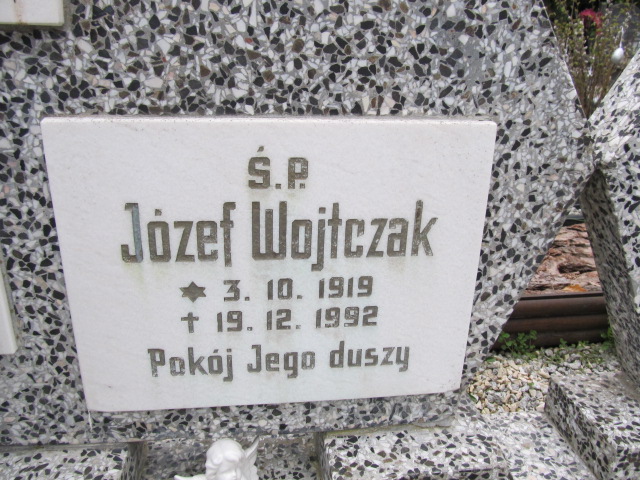 Ś.P.
Józef Wojtczak
✶ 3. 10. 1919
✝ 19. 12. 1992
Pokój Jego duszy